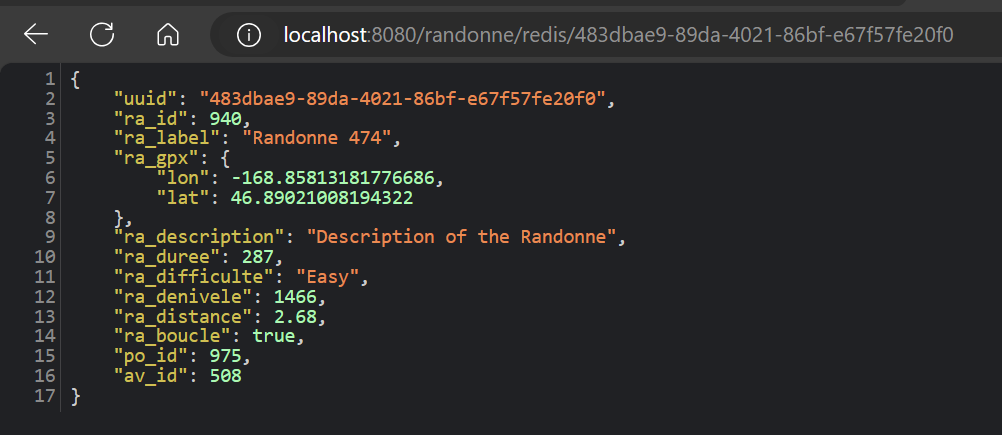 localhost:8080/randonne/redis/483dbae9-89da-4021-86bf-e67f57fe20f0
1 {
2 "uuid": "483dbae9-89da-4021-86bf-e67f57fe20f0",
3 "ra_id": 940,
4 "ra_label": "Randonne 474",
5 "ra_gpx": {
6 "lon": -168.85813181776686,
7 "lat": 46.89021008194322
8 },
9 "ra_description": "Description of the Randonne",
10 "ra_duree": 287,
11 "ra_difficulte": "Easy",
12 "ra_denivele": 1466,
13 "ra_distance": 2.68,
14 "ra_boucle": true,
15 "po_id": 975,
16 "av_id": 508
17 }